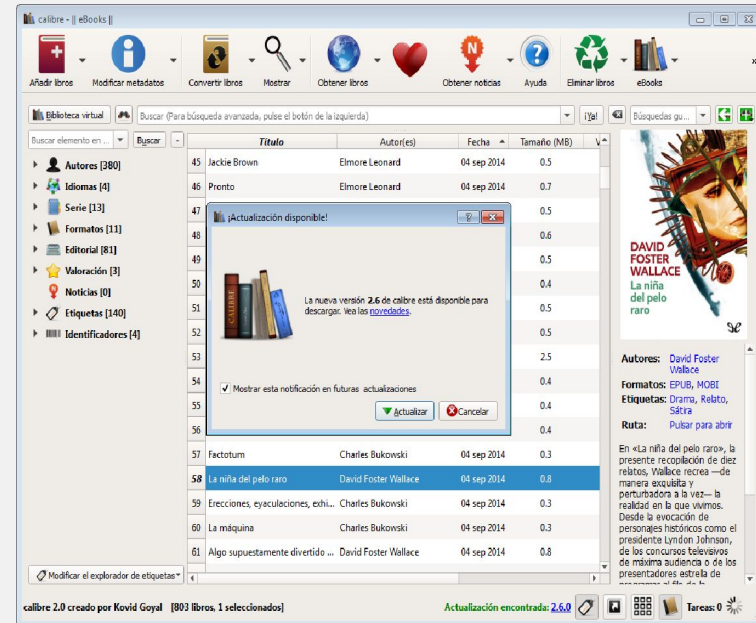 calibre - || eBooks ||
Añadir libros
Modificar metadatos
Convertir libros
Mostrar
Obtener libros
Obtener noticias
Ayuda
Eliminar libros
eBooks
»
Biblioteca virtual
Buscar (Para búsqueda avanzada, pulse el botón de la izquierda)
¡Ya!
Búsquedas gu...
Buscar elemento en ...
Buscar
-
Título Autor(es) Fecha Tamaño (MB)
Autores [380]
Idiomas [4]
Serie [13]
Formatos [11]
Editorial [81]
Valoración [3]
Noticias [0]
Etiquetas [140]
Identificadores [4]
45 Jackie Brown Elmore Leonard 04 sep 2014 0.5
46 Pronto Elmore Leonard 04 sep 2014 0.7
47 0.5
48 0.6
49 0.5
50 0.4
51 0.5
52 0.5
53 2.5
54 0.4
55 0.4
56 0.4
57 Factotum Charles Bukowski 04 sep 2014 0.3
58 La niña del pelo raro David Foster Wallace 04 sep 2014 0.8
59 Erecciones, eyaculaciones, exhi... Charles Bukowski 04 sep 2014 0.3
60 La máquina Charles Bukowski 04 sep 2014 0.3
61 Algo supuestamente divertido ... David Foster Wallace 04 sep 2014 0.8
¡Actualización disponible!
CALIBRE
La nueva versión 2.6 de calibre está disponible para
descargar. Vea las novedades.
Mostrar esta notificación en futuras actualizaciones
Actualizar
Cancelar
DAVID
FOSTER
WALLACE
La niña
del pelo
raro
Autores: David Foster
Wallace
Formatos: EPUB, MOBI
Etiquetas: Drama, Relato,
Sátira
Ruta: Pulsar para abrir
En «La niña del pelo raro», la
presente recopilación de diez
relatos, Wallace recrea —de
manera exquisita y
perturbadora a la vez— la
realidad en la que vivimos.
Desde la evocación de
personajes históricos como el
presidente Lyndon Johnson,
de los concursos televisivos
de máxima audiencia o de los
presentadores estrella de
Modificar el explorador de etiquetas
calibre 2.0 creado por Kovid Goyal [803 libros, 1 seleccionados]
Actualización encontrada: 2.6.0
Tareas: 0